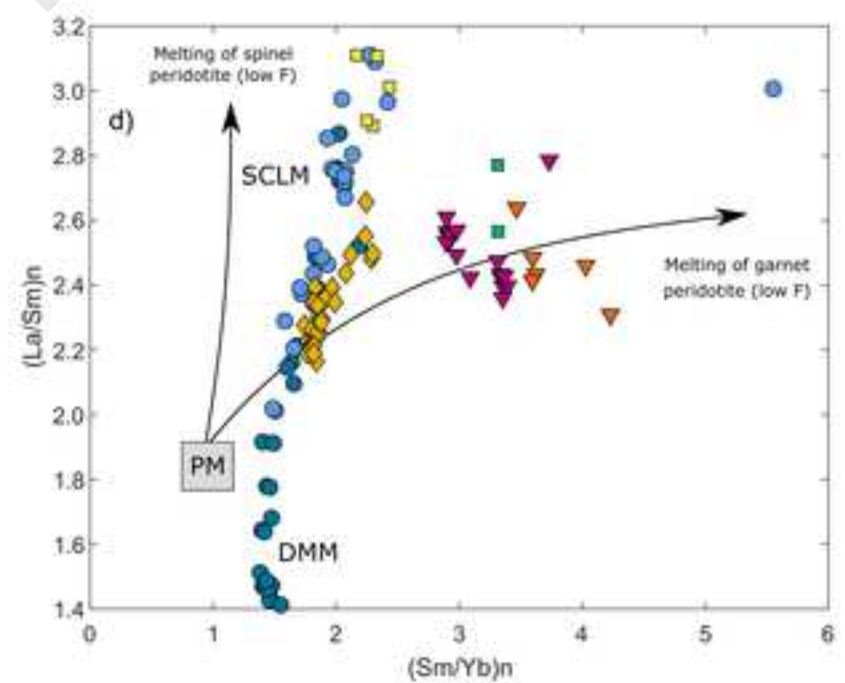 3.2
3.0
2.8
2.6
2.4
2.2
2.0
1.8
1.6
1.4
(La/Sm)n
Melting of spinel
peridotite (low F)
d)
SCLM
Melting of garnet
peridotite (low F)
PM
DMM
0 1 2 3 4 5 6
(Sm/Yb)n